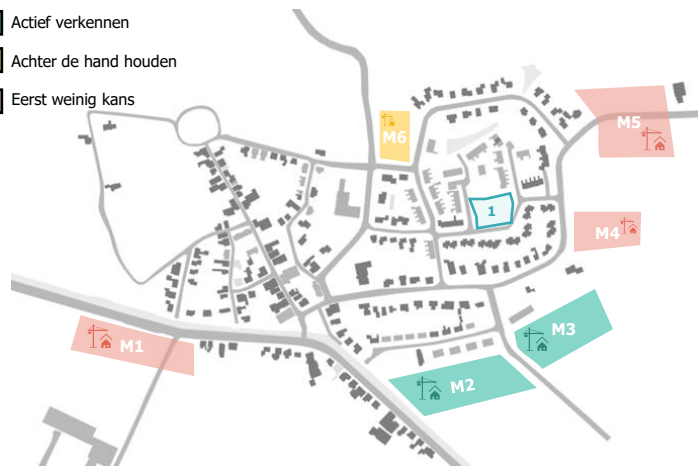 Actief verkennen
Achter de hand houden
Eerst weinig kans
M5
M6
1
M4
M3
M1
M2